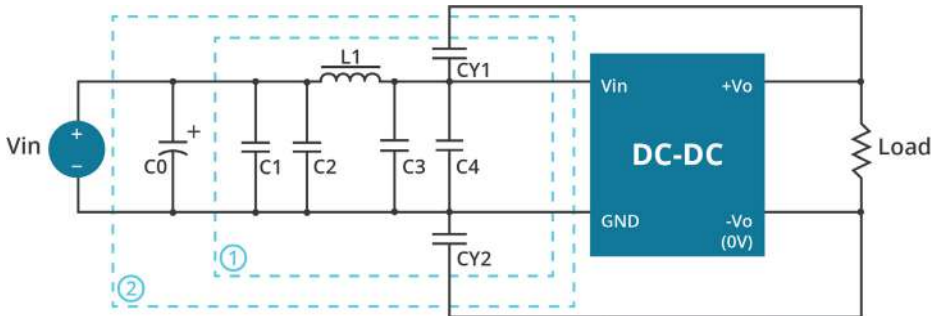 L1
CY1
Vin
+
−
C0
+
C1
C2
C3
C4
Vin
+Vo
DC-DC
GND
-Vo
(0V)
Load
CY2
1
2